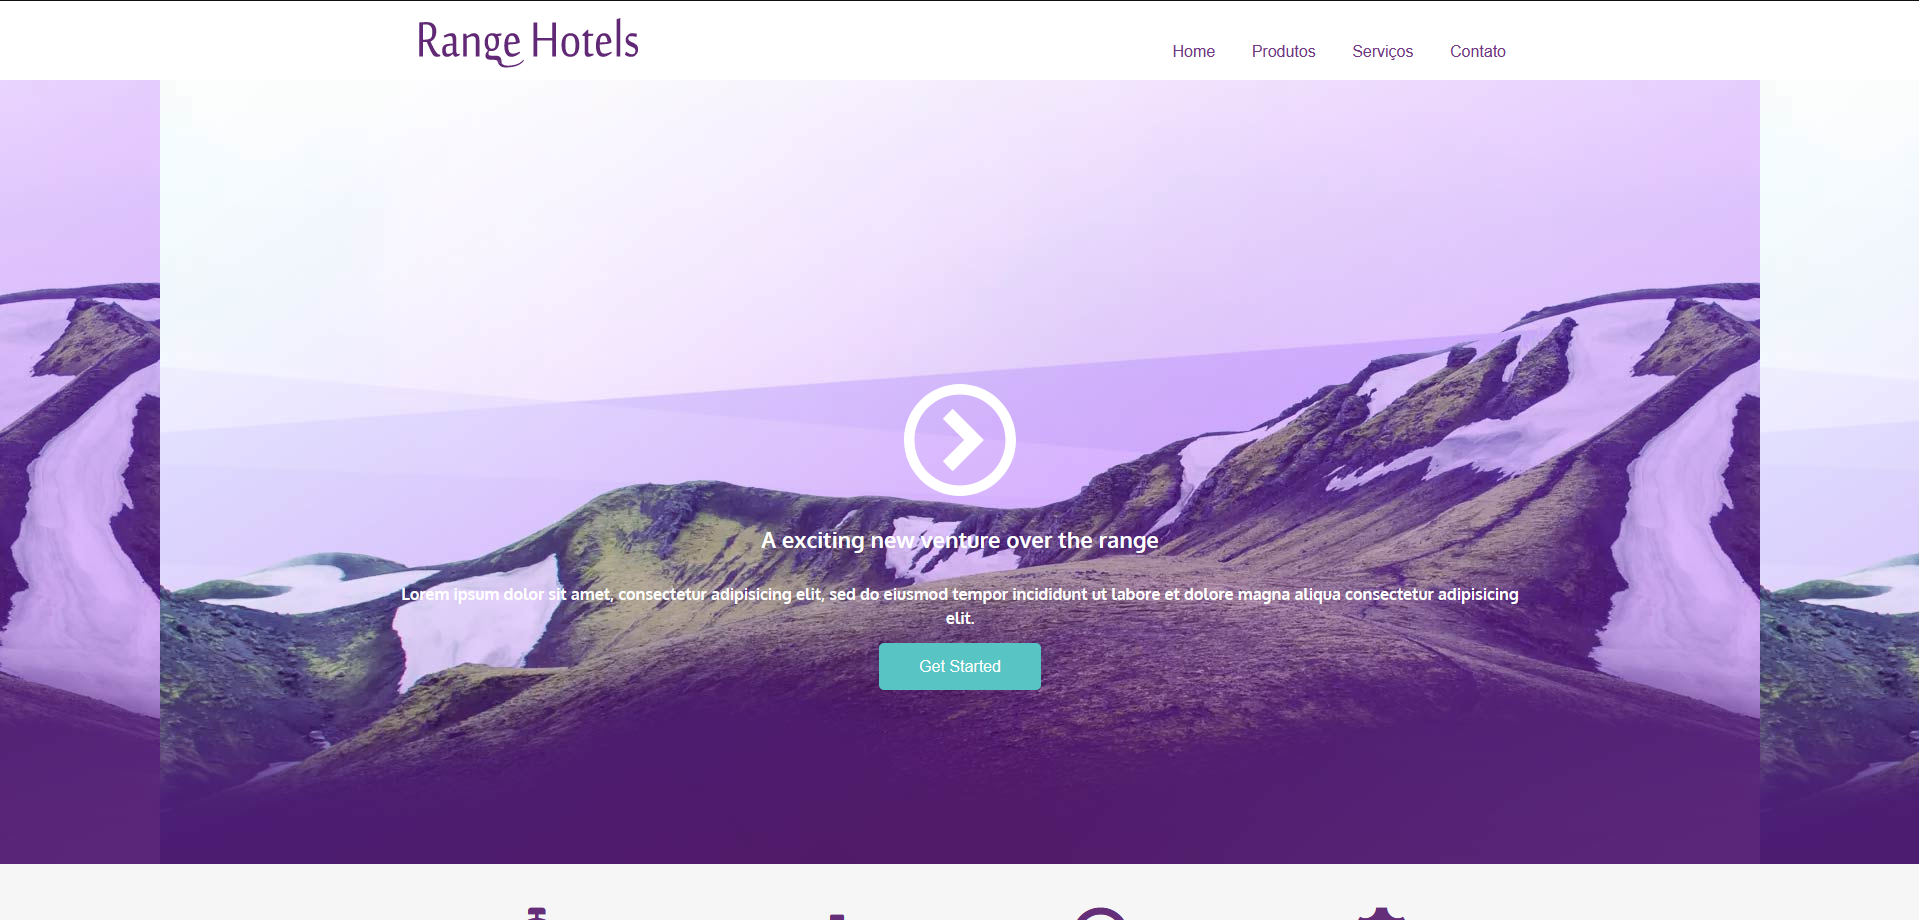 Range Hotels
Home Produtos Serviços Contato
A exciting new venture over the range
Lorem ipsum dolor sit amet, consectetur adipisicing elit, sed do eiusmod tempor incididunt ut labore et dolore magna aliqua consectetur adipisicing
elit.
Get Started